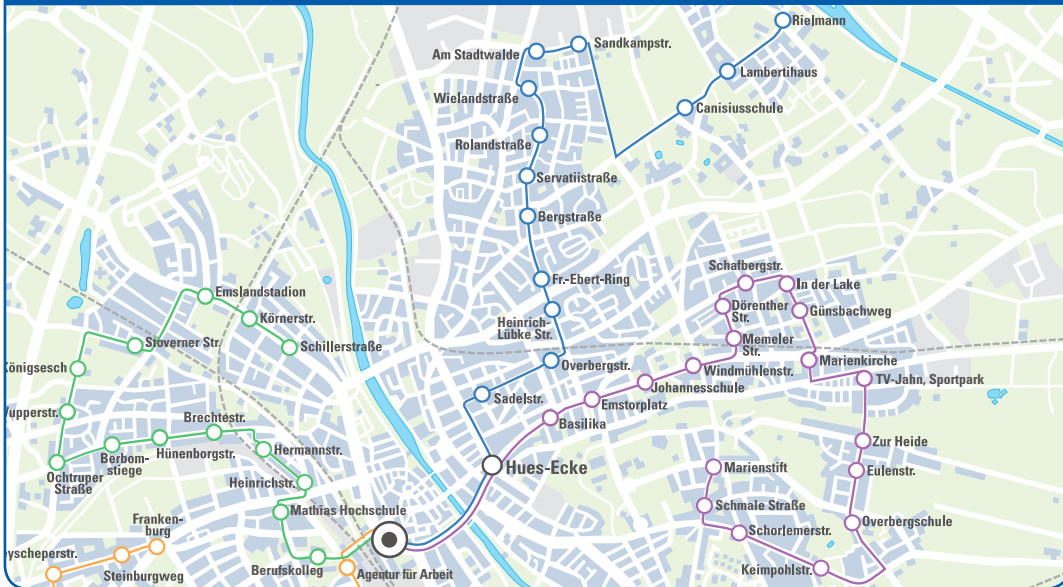 Rielmann
Sandkampstr.
Am Stadtwalde
Lambertihaus
Wielandstraße
Canisiusschule
Rolandstraße
Servatiistraße
Bergstraße
Schafbergstr.
Fr.-Ebert-Ring
In der Lake
Emslandstadion
Dörenther
Str.
Günsbachweg
Körnerstr.
Heinrich-
Lübke Str.
Stoverner Str.
Memeler
Str.
Schillerstraße
Marienkirche
Königsesch
Overbergstr.
Windmühlenstr.
TV-Jahn, Sportpark
Johannesschule
Sadelstr.
Emstorplatz
Wupperstr.
Brechtestr.
Basilika
Zur Heide
Hünenborgstr.
Hermannstr.
Berbom-
stiege
Hues-Ecke
Marienstift
Eulenstr.
Ochtruper
Straße
Heinrichstr.
Schmale Straße
Mathias Hochschule
Franken-
burg
Overbergschule
Schorlemerstr.
eyscheperstr.
Steinburgweg
Berufskolleg
Agentur für Arbeit
Keimpohlstr.